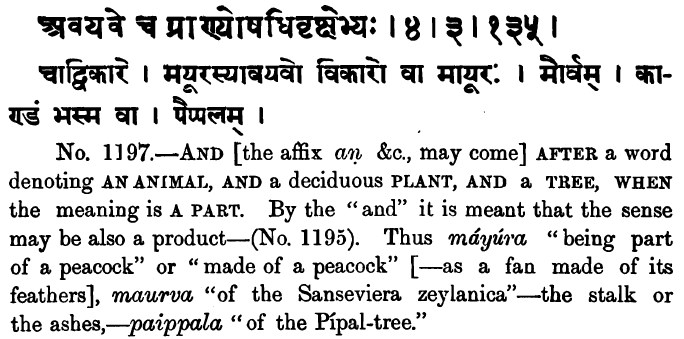 अवयवे च प्राण्योषधिवृक्षेभ्यः । ४ । ३ । १३५ ।
चाद्विकारे । मयूरस्यावयवो विकारो वा मायूरः । मौर्वम् । का-
ण्डं भस्म वा । पैप्पलम् ।
No. 1197.—AND [the affix aṇ &c., may come] AFTER a word
denoting AN ANIMAL, AND a deciduous PLANT, AND a TREE, WHEN
the meaning is A PART. By the “and” it is meant that the sense
may be also a product—(No. 1195). Thus máyúra “being part
of a peacock” or “made of a peacock” [—as a fan made of its
feathers], maurva “of the Sanseviera zeylanica”—the stalk or
the ashes,—paippala “of the Pípal-tree.”